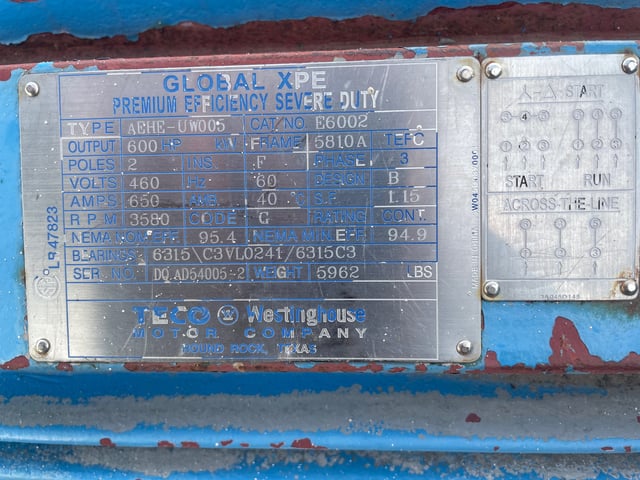 GLOBAL XPE
PREMIUM EFFICIENCY SEVERE DUTY
TYPE AEHE-UW005 CAT NO. E6002
OUTPUT 600 HP KW FRAME 5810A TEFC
POLES 2 INS. F PHASE 3
VOLTS 460 Hz 60 DESIGN B
AMPS 650 AMB. 40 °C S.F. 1.15
R P M 3580 CODE G RATING CONT.
NEMA NOM. EFF 95.4 NEMA MIN. EFF 94.9
BEARINGS 6315 C3VL0241/6315C3
SER. NO. WEIGHT 5962 LBS
TECO Westinghouse
MOTOR COMPANY
ROUND ROCK, TEXAS
LR47823
人-△-START
START RUN
ACROSS-THE-LINE